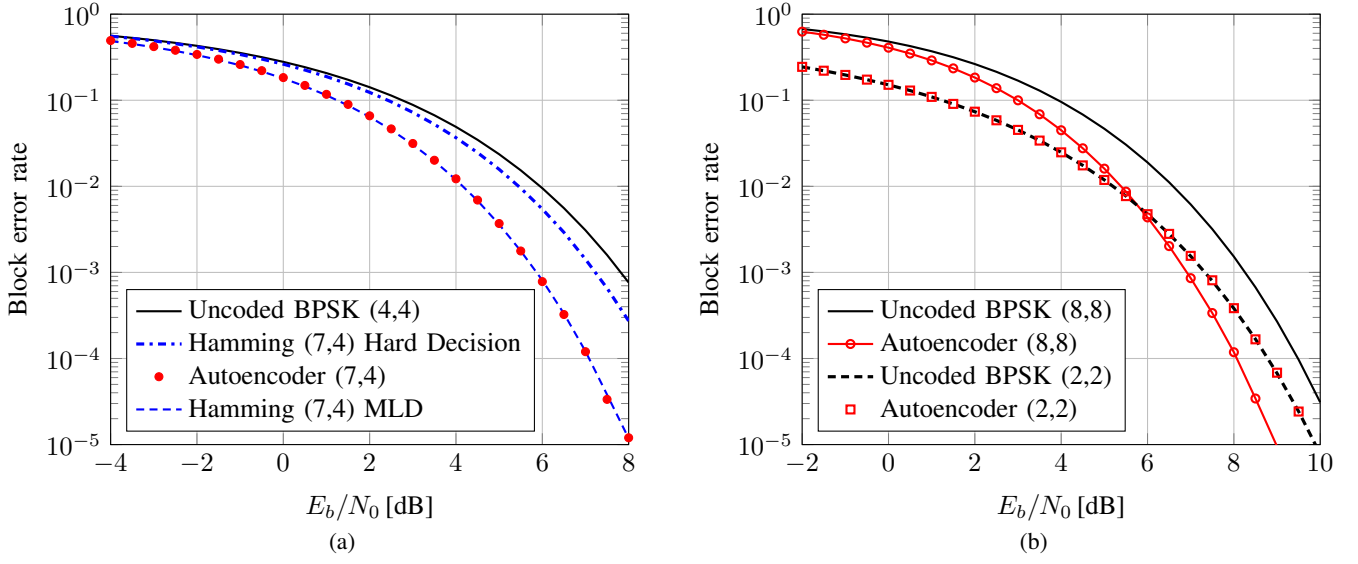 10^0
10^−1
10^−2
10^−3
10^−4
10^−5
Block error rate
Uncoded BPSK (4,4)
Hamming (7,4) Hard Decision
Autoencoder (7,4)
Hamming (7,4) MLD
−4 −2 0 2 4 6 8
E_b/N_0 [dB]
(a)
10^0
10^−1
10^−2
10^−3
10^−4
10^−5
Block error rate
Uncoded BPSK (8,8)
Autoencoder (8,8)
Uncoded BPSK (2,2)
Autoencoder (2,2)
−2 0 2 4 6 8 10
E_b/N_0 [dB]
(b)